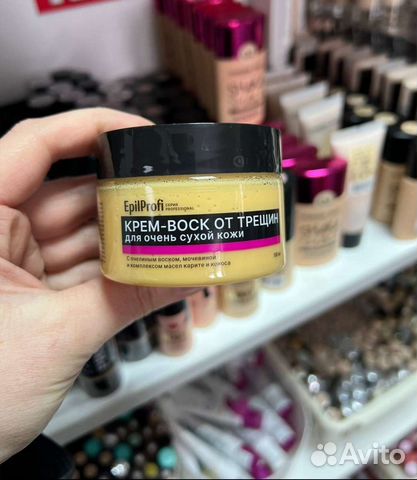 EpilProfi СЕРИЯ PROFESSIONAL
КРЕМ-ВОСК ОТ ТРЕЩИН
для очень сухой кожи
С пчелиным воском, мочевиной
и комплексом масел карите и кокоса
Avito